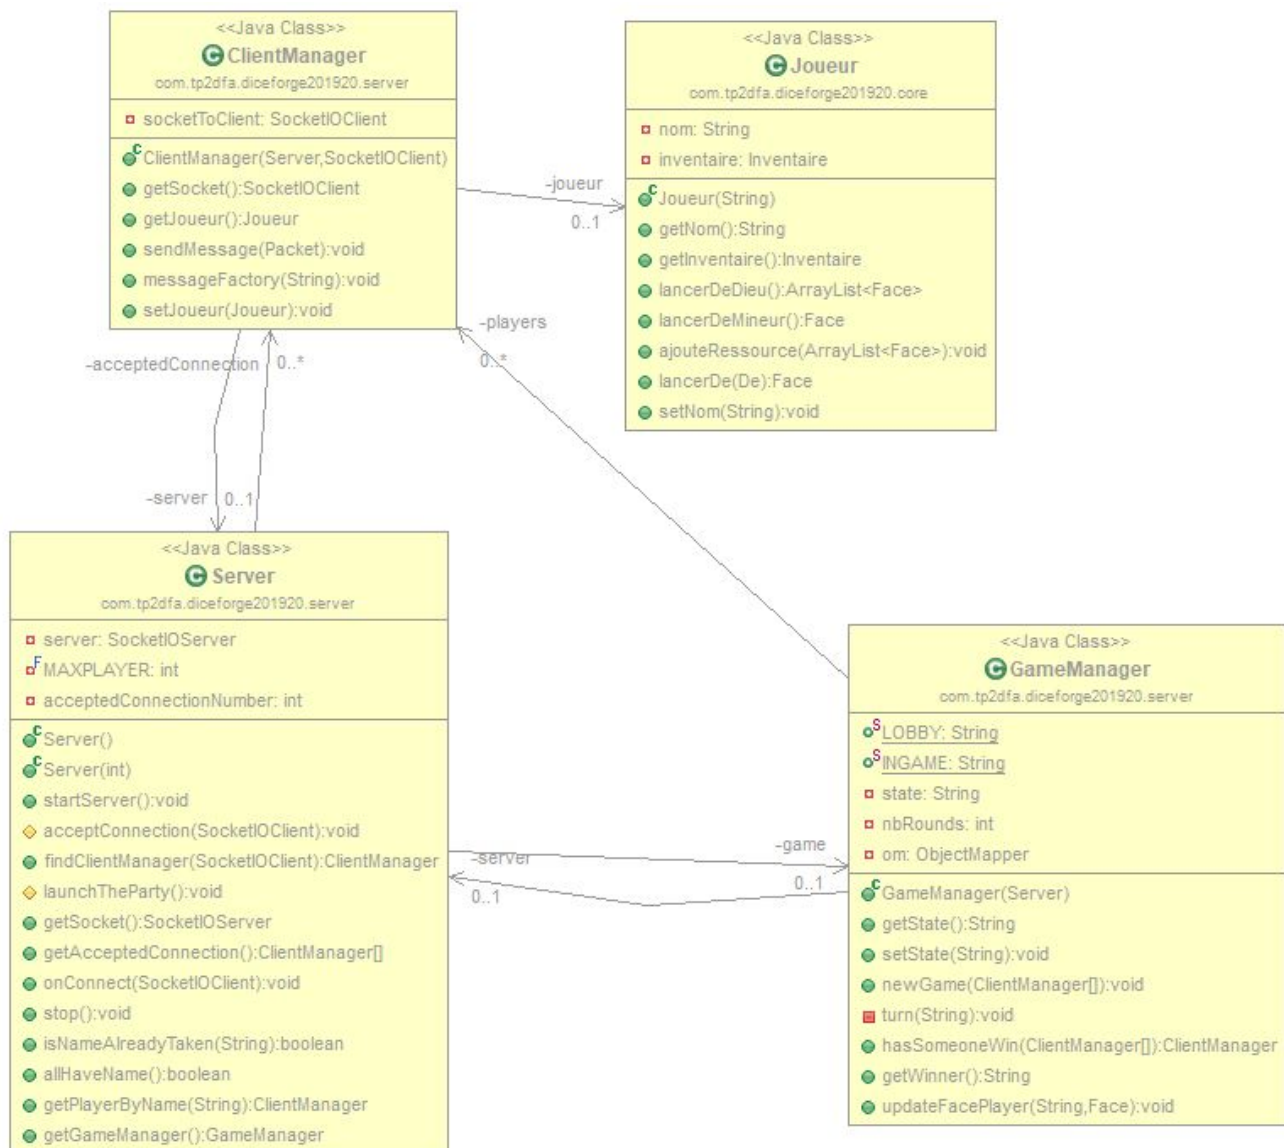 <<Java Class>>
ClientManager
com.tp2dfa.diceforge201920.server
socketToClient: SocketIOClient
ClientManager(Server,SocketIOClient)
getSocket():SocketIOClient
getJoueur():Joueur
sendMessage(Packet):void
messageFactory(String):void
setJoueur(Joueur):void
<<Java Class>>
Joueur
com.tp2dfa.diceforge201920.core
nom: String
inventaire: Inventaire
Joueur(String)
getNom():String
getInventaire():Inventaire
lancerDeDieu():ArrayList<Face>
lancerDeMineur():Face
ajouteRessource(ArrayList<Face>):void
lancerDe(De):Face
setNom(String):void
-joueur
0..1
-players
0..*
-acceptedConnection
0..*
-server
0..1
<<Java Class>>
Server
com.tp2dfa.diceforge201920.server
server: SocketIOServer
MAXPLAYER: int
acceptedConnectionNumber: int
Server()
Server(int)
startServer():void
acceptConnection(SocketIOClient):void
findClientManager(SocketIOClient):ClientManager
launchTheParty():void
getSocket():SocketIOServer
getAcceptedConnection():ClientManager[]
onConnect(SocketIOClient):void
stop():void
isNameAlreadyTaken(String):boolean
allHaveName():boolean
getPlayerByName(String):ClientManager
getGameManager():GameManager
-server
0..1
-game
0..1
<<Java Class>>
GameManager
com.tp2dfa.diceforge201920.server
LOBBY: String
INGAME: String
state: String
nbRounds: int
om: ObjectMapper
GameManager(Server)
getState():String
setState(String):void
newGame(ClientManager[]):void
turn(String):void
hasSomeoneWin(ClientManager[]):ClientManager
getWinner():String
updateFacePlayer(String,Face):void